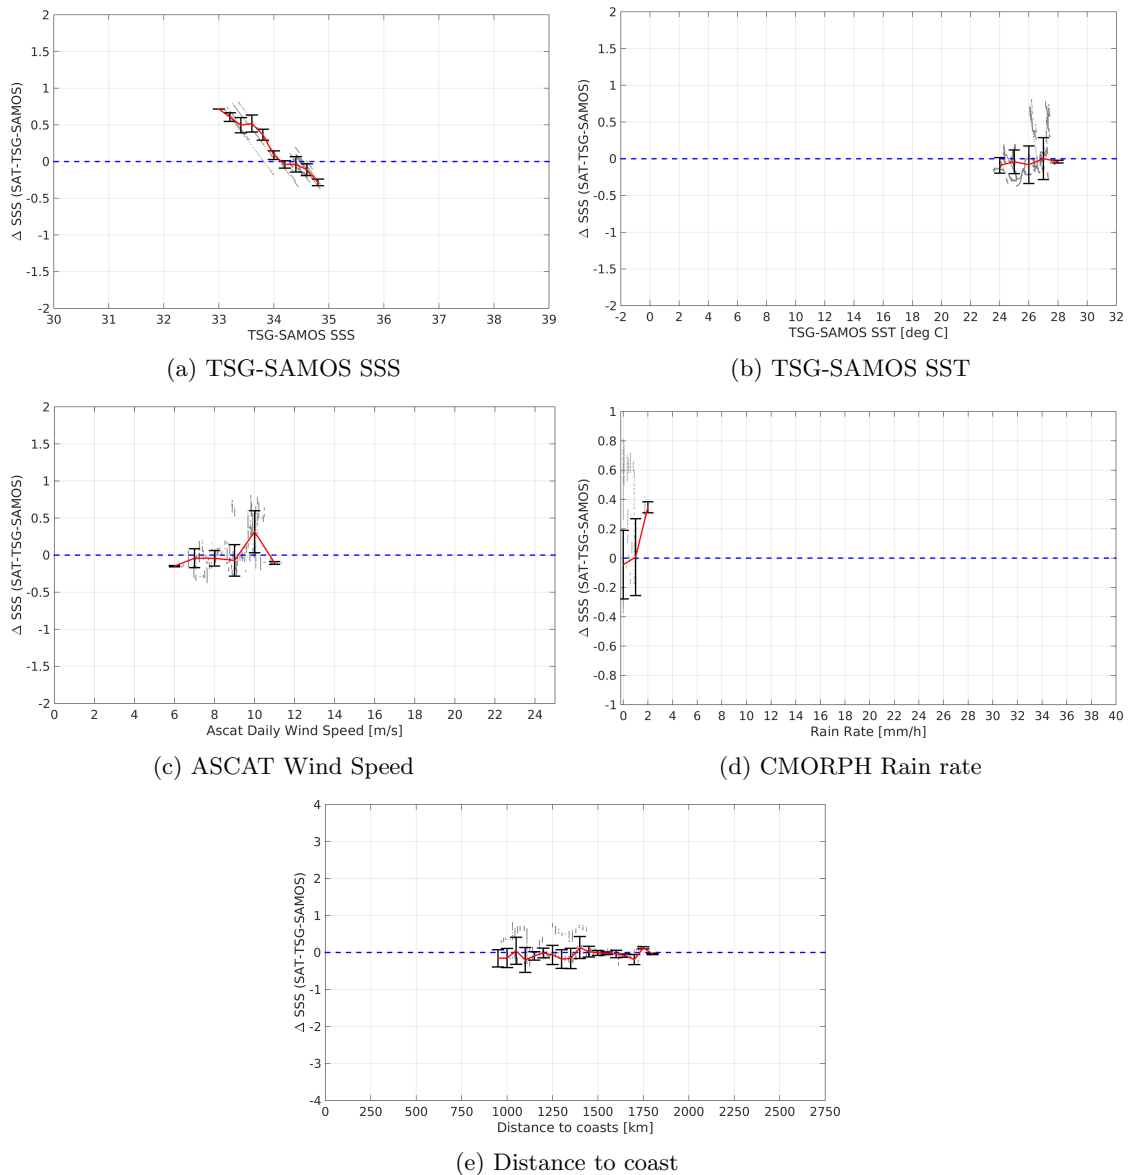 2
1.5
1
0.5
0
-0.5
-1
-1.5
-2
Δ SSS (SAT-TSG-SAMOS)
30 31 32 33 34 35 36 37 38 39
TSG-SAMOS SSS
(a) TSG-SAMOS SSS
2
1.5
1
0.5
0
-0.5
-1
-1.5
-2
Δ SSS (SAT-TSG-SAMOS)
-2 0 2 4 6 8 10 12 14 16 18 20 22 24 26 28 30 32
TSG-SAMOS SST [deg C]
(b) TSG-SAMOS SST
2
1.5
1
0.5
0
-0.5
-1
-1.5
-2
Δ SSS (SAT-TSG-SAMOS)
0 2 4 6 8 10 12 14 16 18 20 22 24
Ascat Daily Wind Speed [m/s]
(c) ASCAT Wind Speed
1
0.8
0.6
0.4
0.2
0
-0.2
-0.4
-0.6
-0.8
-1
Δ SSS (SAT-TSG-SAMOS)
0 2 4 6 8 10 12 14 16 18 20 22 24 26 28 30 32 34 36 38 40
Rain Rate [mm/h]
(d) CMORPH Rain rate
4
3
2
1
0
-1
-2
-3
-4
Δ SSS (SAT-TSG-SAMOS)
0 250 500 750 1000 1250 1500 1750 2000 2250 2500 2750
Distance to coasts [km]
(e) Distance to coast